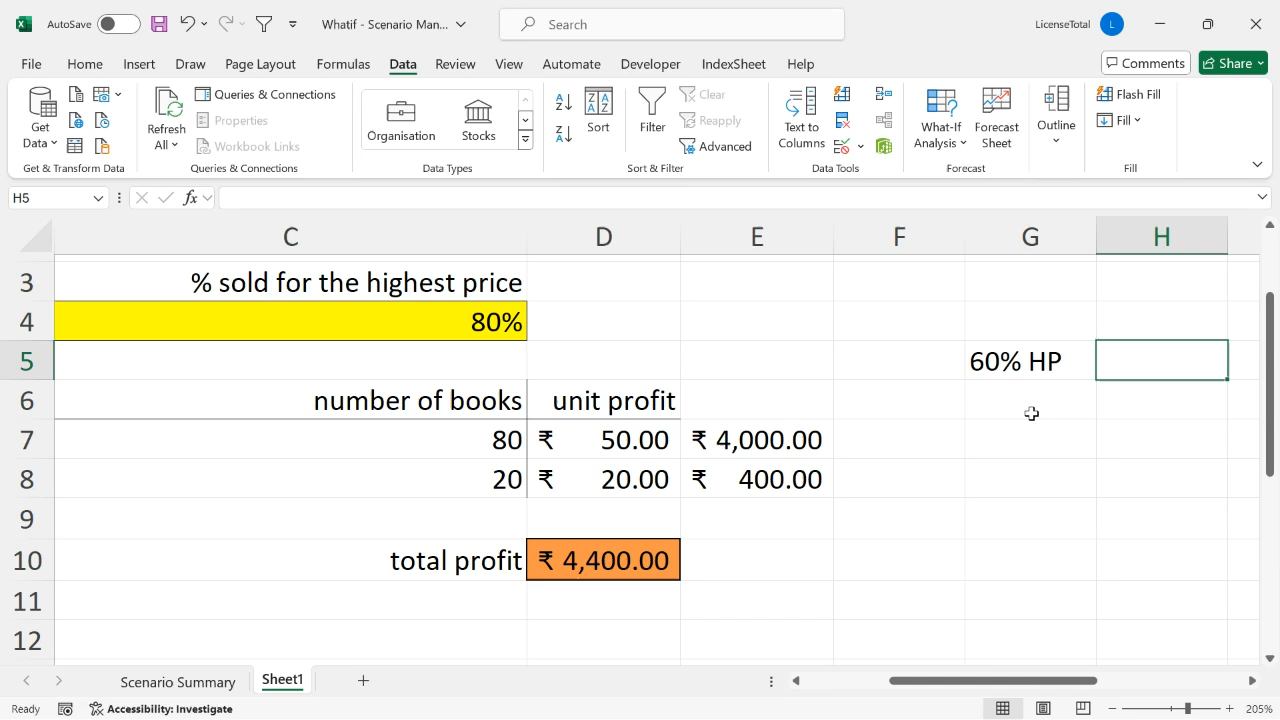 AutoSave Whatif - Scenario Man... Search LicenseTotal L
File Home Insert Draw Page Layout Formulas Data Review View Automate Developer IndexSheet Help Comments Share
Get Data Refresh All Queries & Connections Properties Workbook Links Organisation Stocks Sort Filter Clear Reapply Advanced Text to Columns What-If Analysis Forecast Sheet Outline Flash Fill Fill
Get & Transform Data Queries & Connections Data Types Sort & Filter Data Tools Forecast Fill
H5 fx
C D E F G H
3 % sold for the highest price
4 80%
5 60% HP
6 number of books unit profit
7 80 ₹ 50.00 ₹ 4,000.00
8 20 ₹ 20.00 ₹ 400.00
9
10 total profit ₹ 4,400.00
11
12
Scenario Summary Sheet1
Ready Accessibility: Investigate 205%